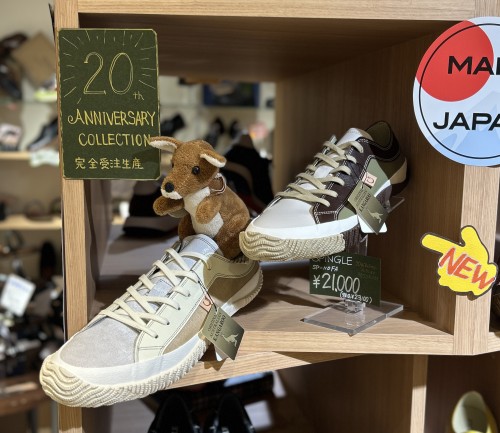 20th
ANNIVERSARY
COLLECTION
完全受注生産
MA
JAPA
NEW
¥21,000